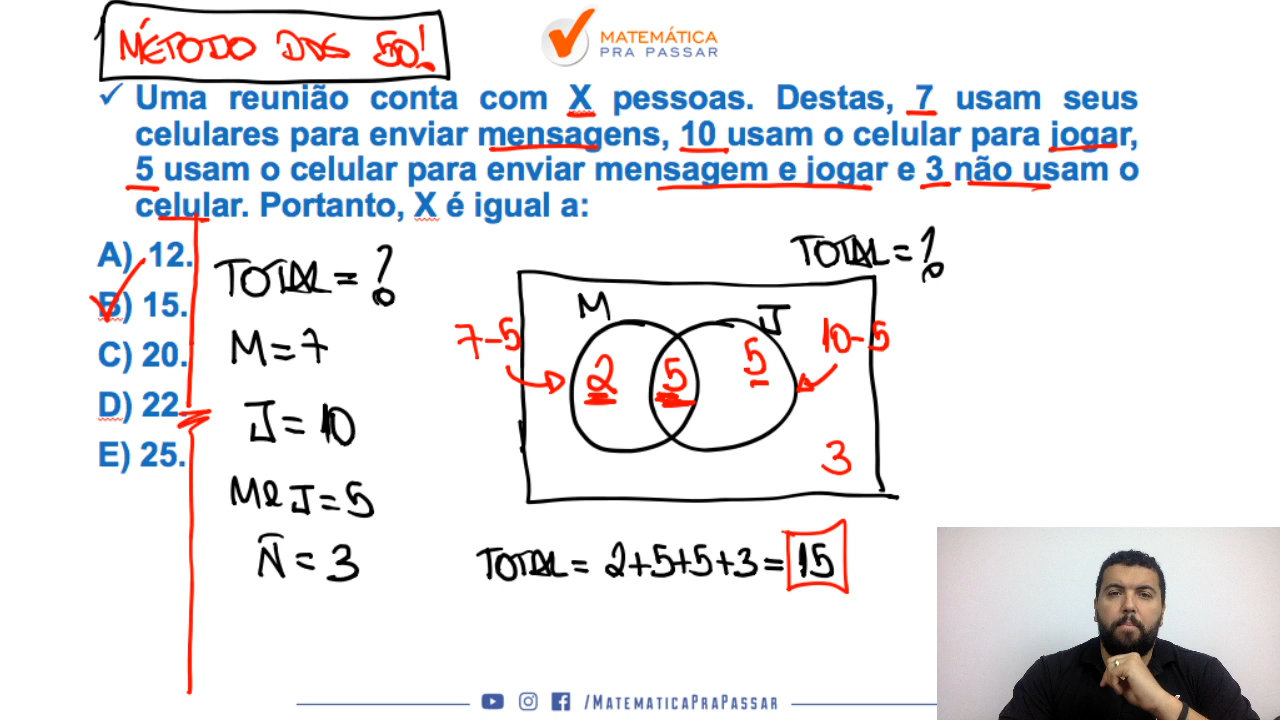 MÉTODO DAS 50!
MATEMÁTICA
PRA PASSAR
✓ Uma reunião conta com X pessoas. Destas, 7 usam seus
celulares para enviar mensagens, 10 usam o celular para jogar,
5 usam o celular para enviar mensagem e jogar e 3 não usam o
celular. Portanto, X é igual a:
A) 12.
B) 15.
C) 20.
D) 22.
E) 25.
TOTAL = ?
M = 7
J = 10
M e J = 5
Ñ = 3
TOTAL = ?
M
J
7-5
10-5
2
5
5
3
TOTAL = 2+5+5+3 = 15
/MATEMATICAPRAPASSAR